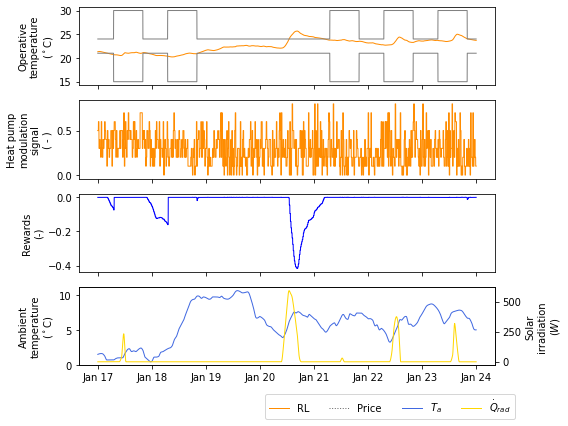 Operative
temperature
(°C)
30
25
20
15
Heat pump
modulation
signal
( - )
0.5
0.0
Rewards
(-)
0.0
−0.2
−0.4
Ambient
temperature
(°C)
10
5
0
500
250
0
Solar
irradiation
(W)
Jan 17 Jan 18 Jan 19 Jan 20 Jan 21 Jan 22 Jan 23 Jan 24
RL Price T_a Q̇_rad